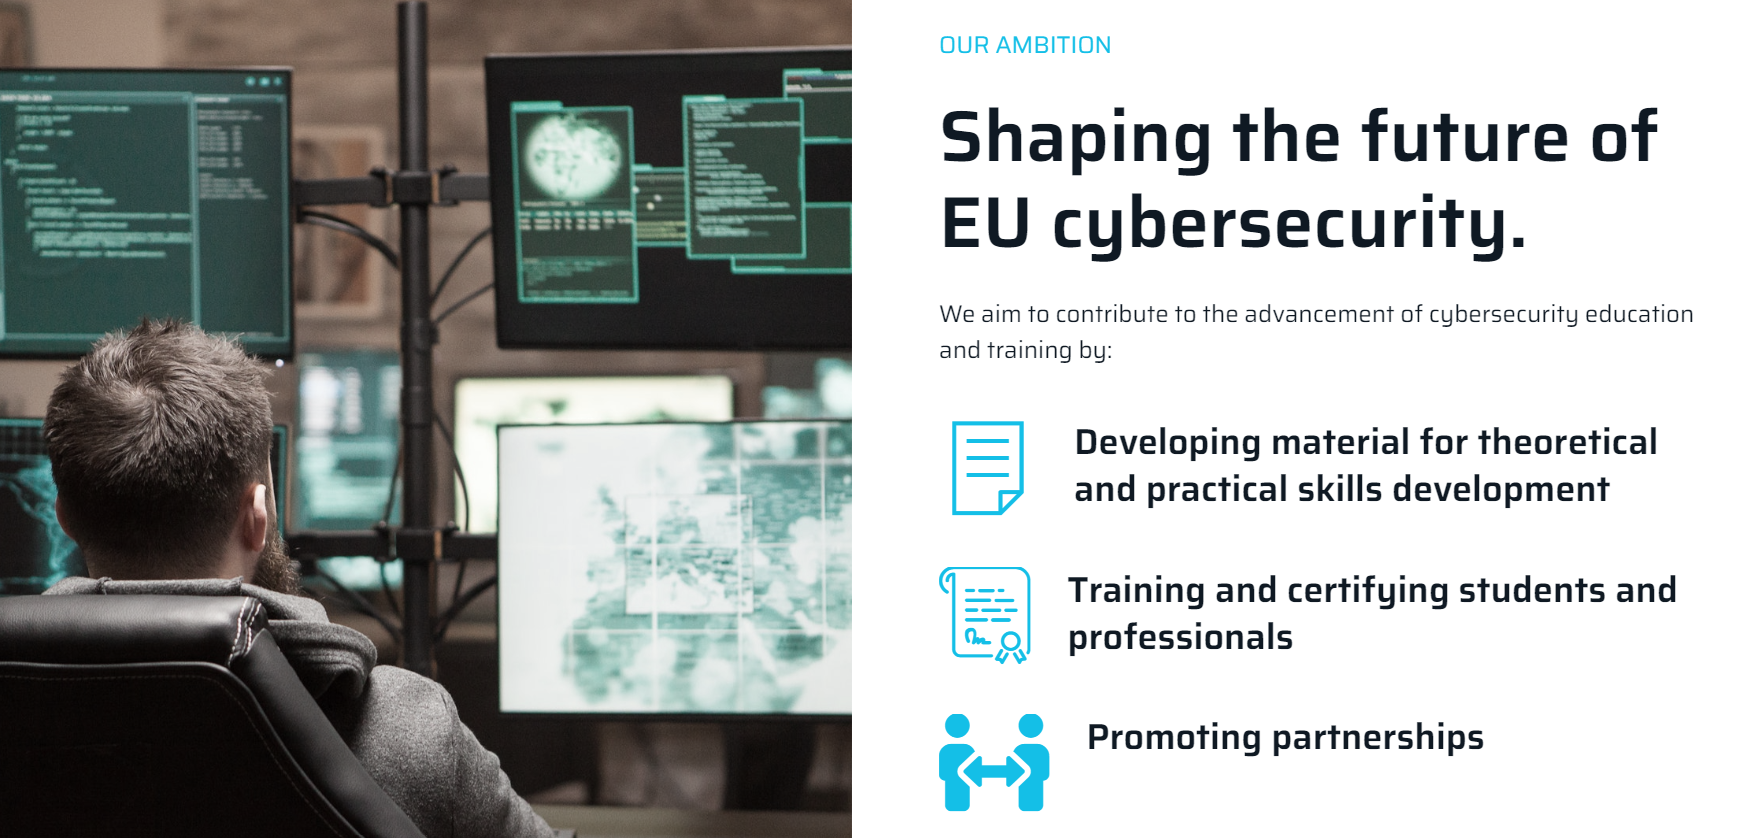 OUR AMBITION
Shaping the future of
EU cybersecurity.
We aim to contribute to the advancement of cybersecurity education
and training by:
Developing material for theoretical
and practical skills development
Training and certifying students and
professionals
Promoting partnerships